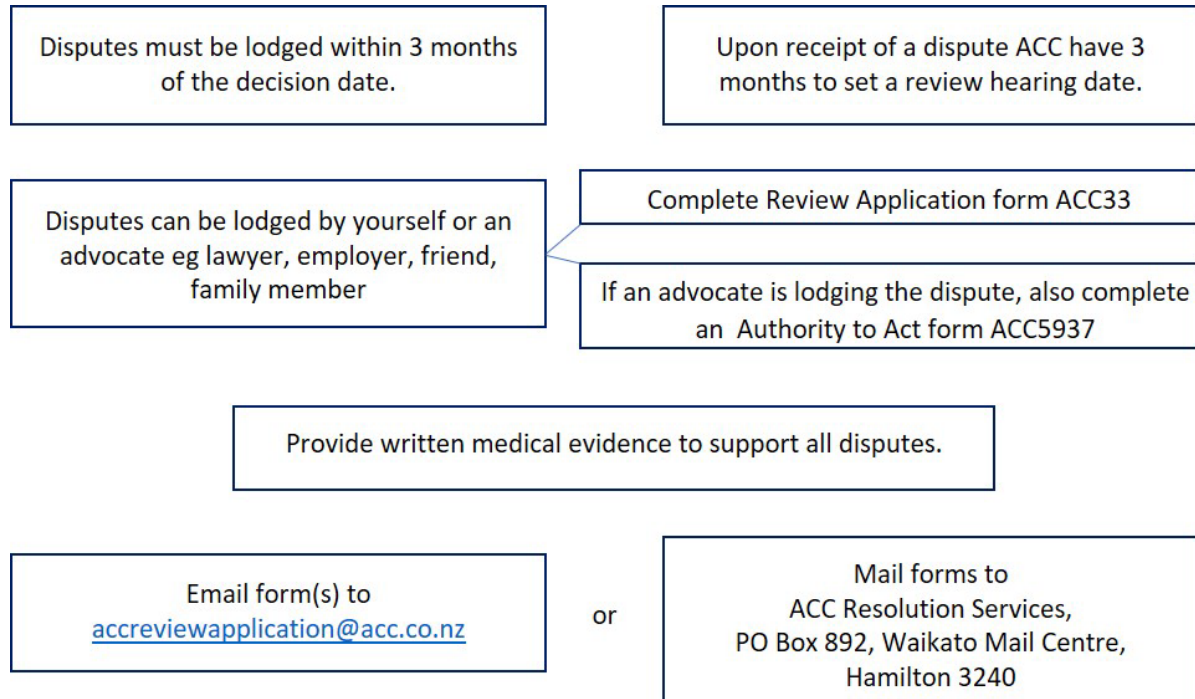 Disputes must be lodged within 3 months
of the decision date.
Upon receipt of a dispute ACC have 3
months to set a review hearing date.
Disputes can be lodged by yourself or an
advocate eg lawyer, employer, friend,
family member
Complete Review Application form ACC33
If an advocate is lodging the dispute, also complete
an  Authority to Act form ACC5937
Provide written medical evidence to support all disputes.
Email form(s) to
accreviewapplication@acc.co.nz
or
Mail forms to
ACC Resolution Services,
PO Box 892, Waikato Mail Centre,
Hamilton 3240